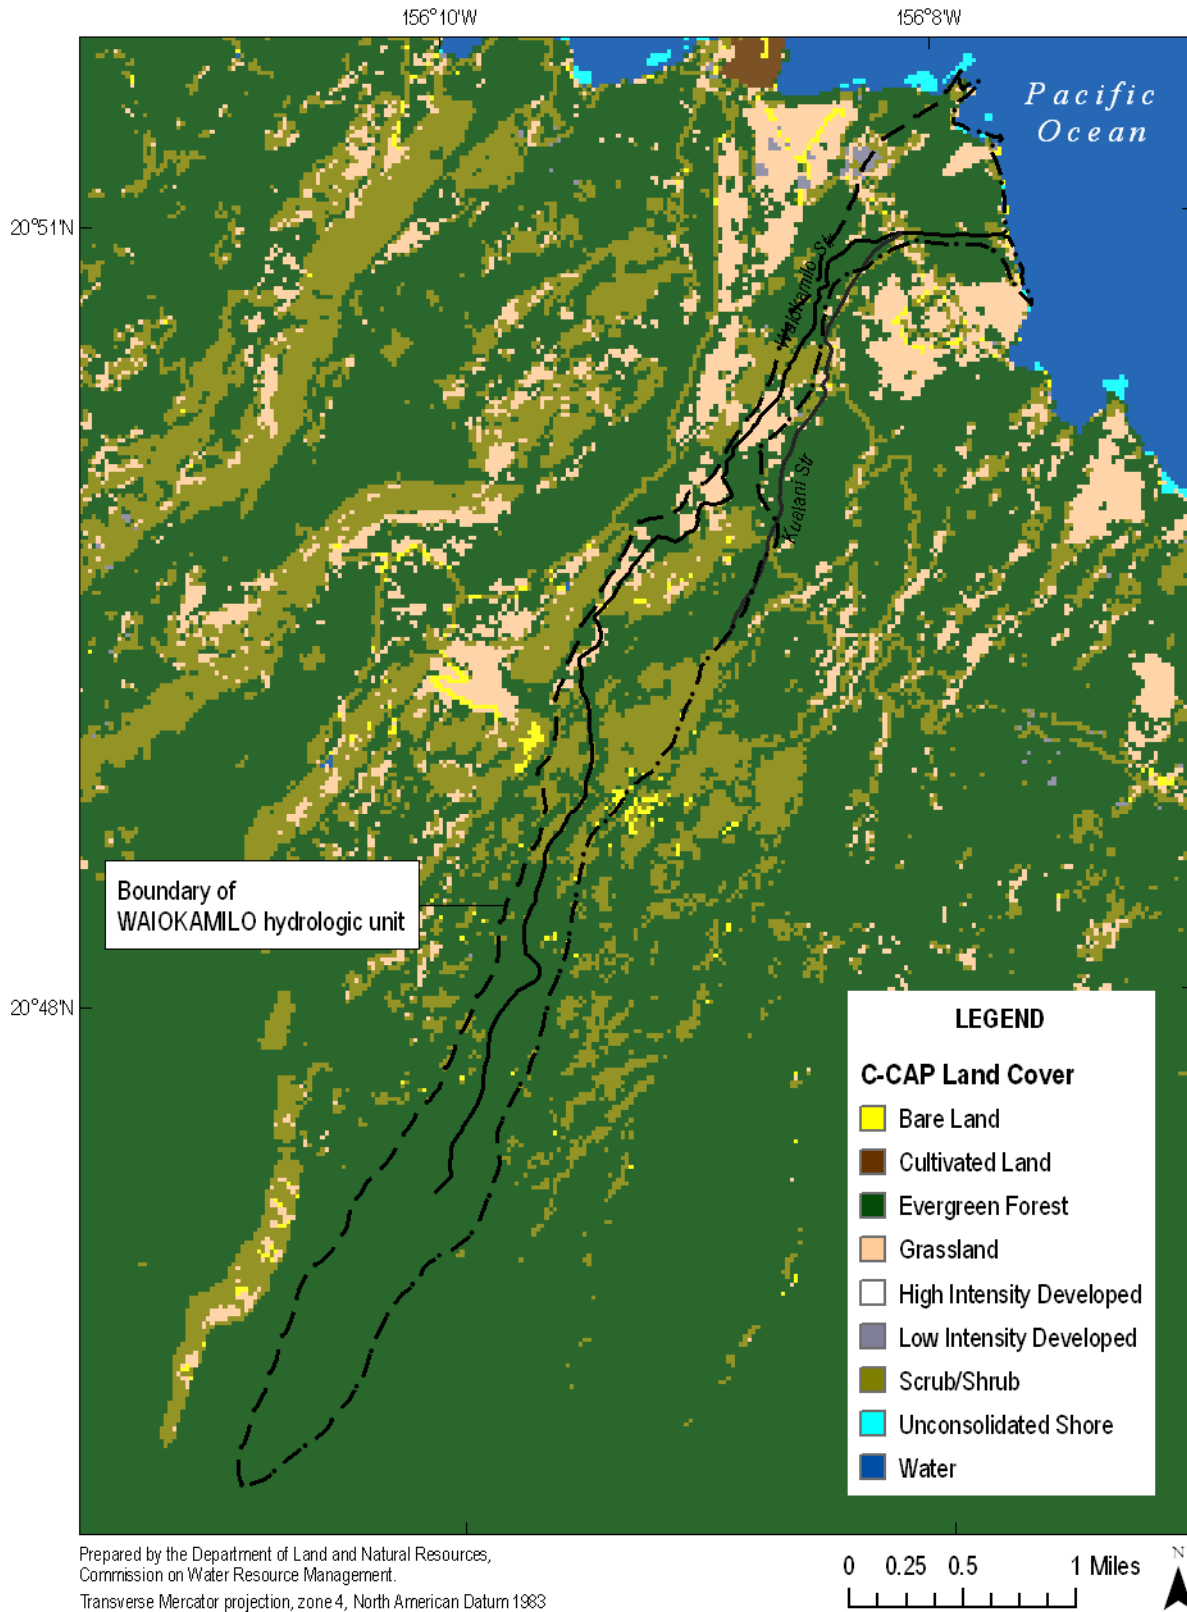 156°10'W
156°8'W
Pacific
Ocean
20°51'N
Waiokamilo Str
Kualani Str
Boundary of
WAIOKAMILO hydrologic unit
20°48'N
LEGEND
C-CAP Land Cover
Bare Land
Cultivated Land
Evergreen Forest
Grassland
High Intensity Developed
Low Intensity Developed
Scrub/Shrub
Unconsolidated Shore
Water
Prepared by the Department of Land and Natural Resources,
Commission on Water Resource Management.
Transverse Mercator projection, zone 4, North American Datum 1983
0 0.25 0.5 1 Miles
N